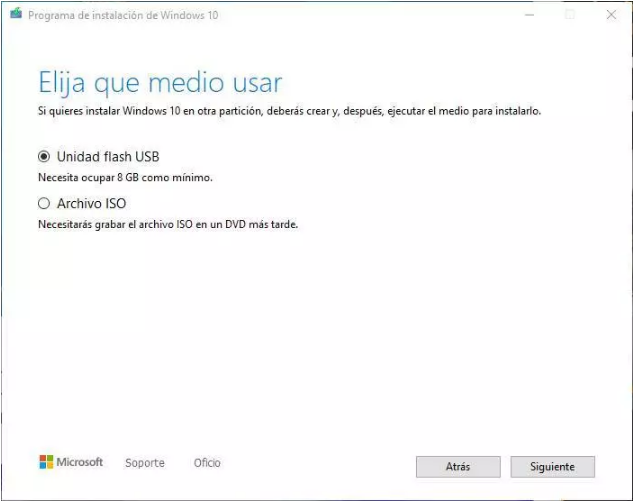 Programa de instalación de Windows 10
Elija que medio usar
Si quieres instalar Windows 10 en otra partición, deberás crear y, después, ejecutar el medio para instalarlo.
Unidad flash USB
Necesita ocupar 8 GB como mínimo.
Archivo ISO
Necesitarás grabar el archivo ISO en un DVD más tarde.
Microsoft Soporte Oficio Atrás Siguiente